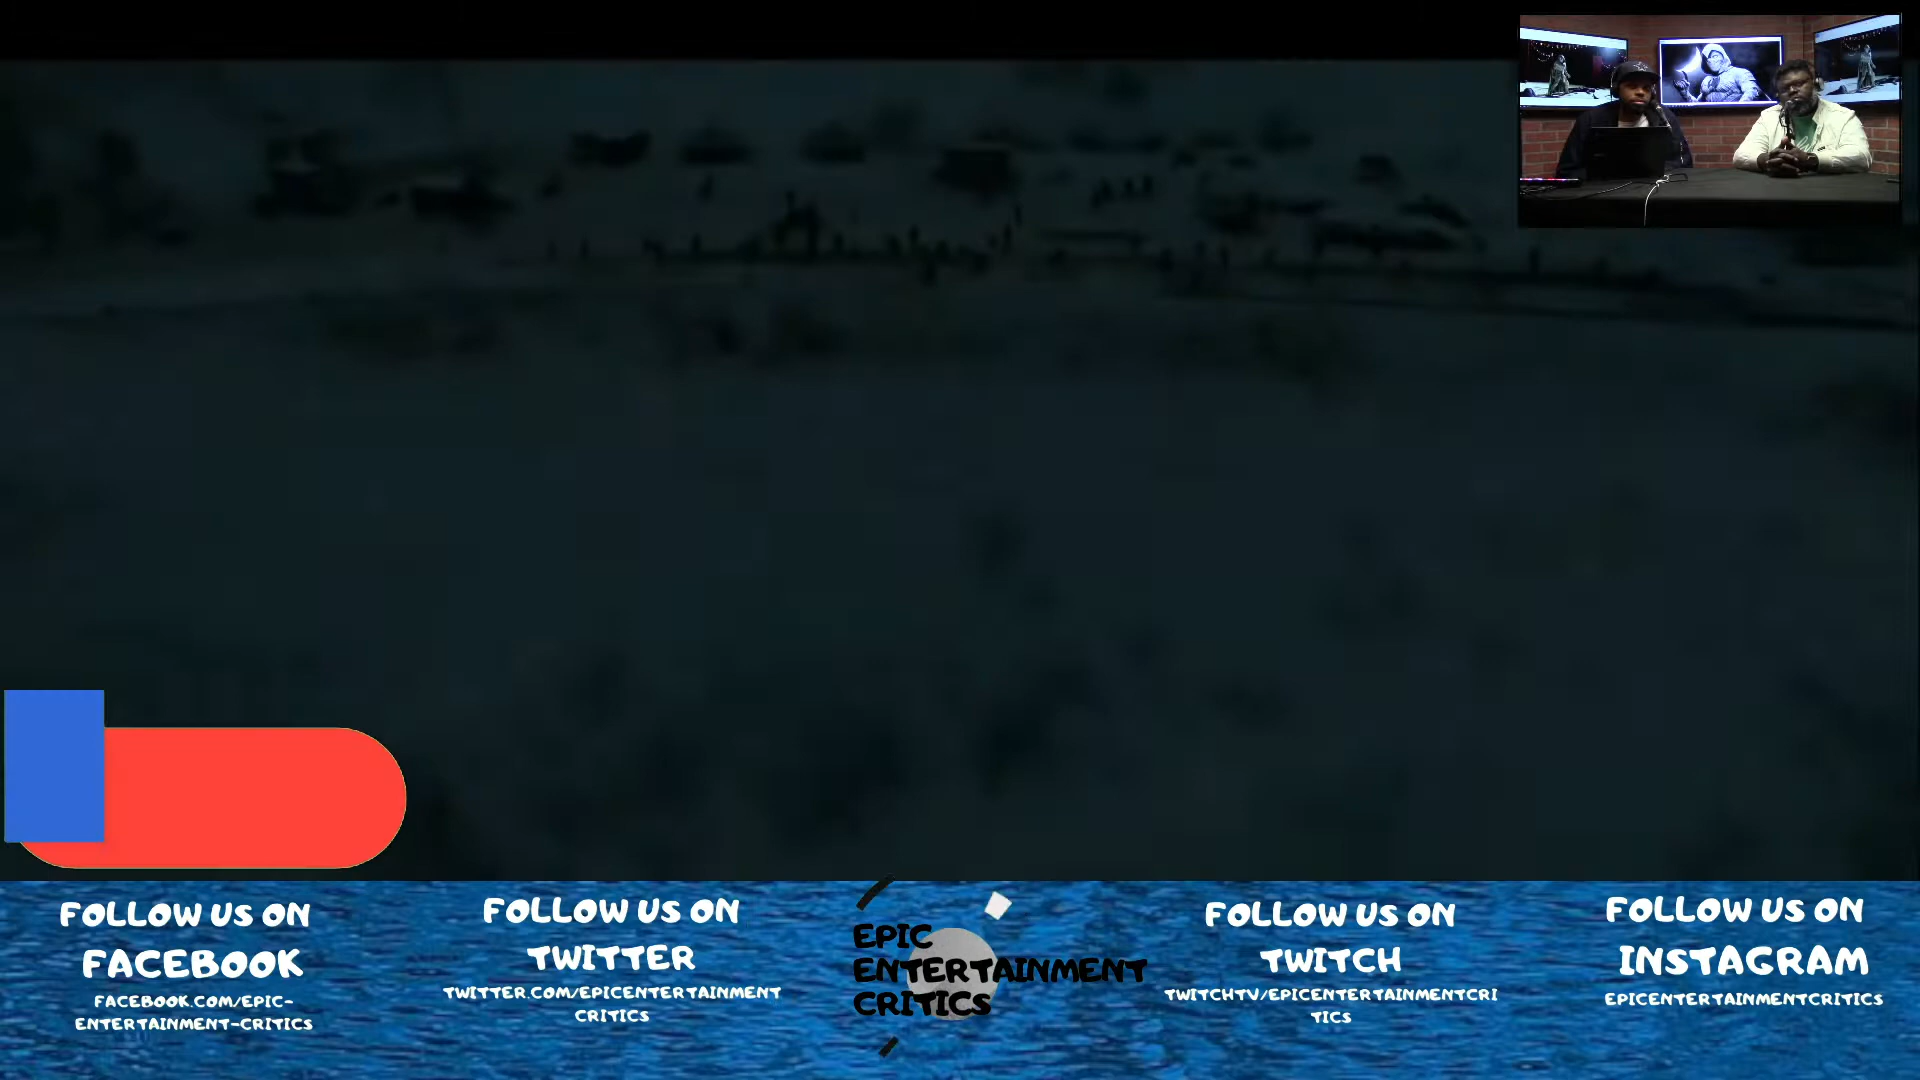 FOLLOW US ON
FACEBOOK
FACEBOOK.COM/EPIC-
ENTERTAINMENT-CRITICS
FOLLOW US ON
TWITTER
TWITTER.COM/EPICENTERTAINMENT
CRITICS
EPIC
ENTERTAINMENT
CRITICS
FOLLOW US ON
TWITCH
TWITCHTV/EPICENTERTAINMENTCRI
TICS
FOLLOW US ON
INSTAGRAM
EPICENTERTAINMENTCRITICS